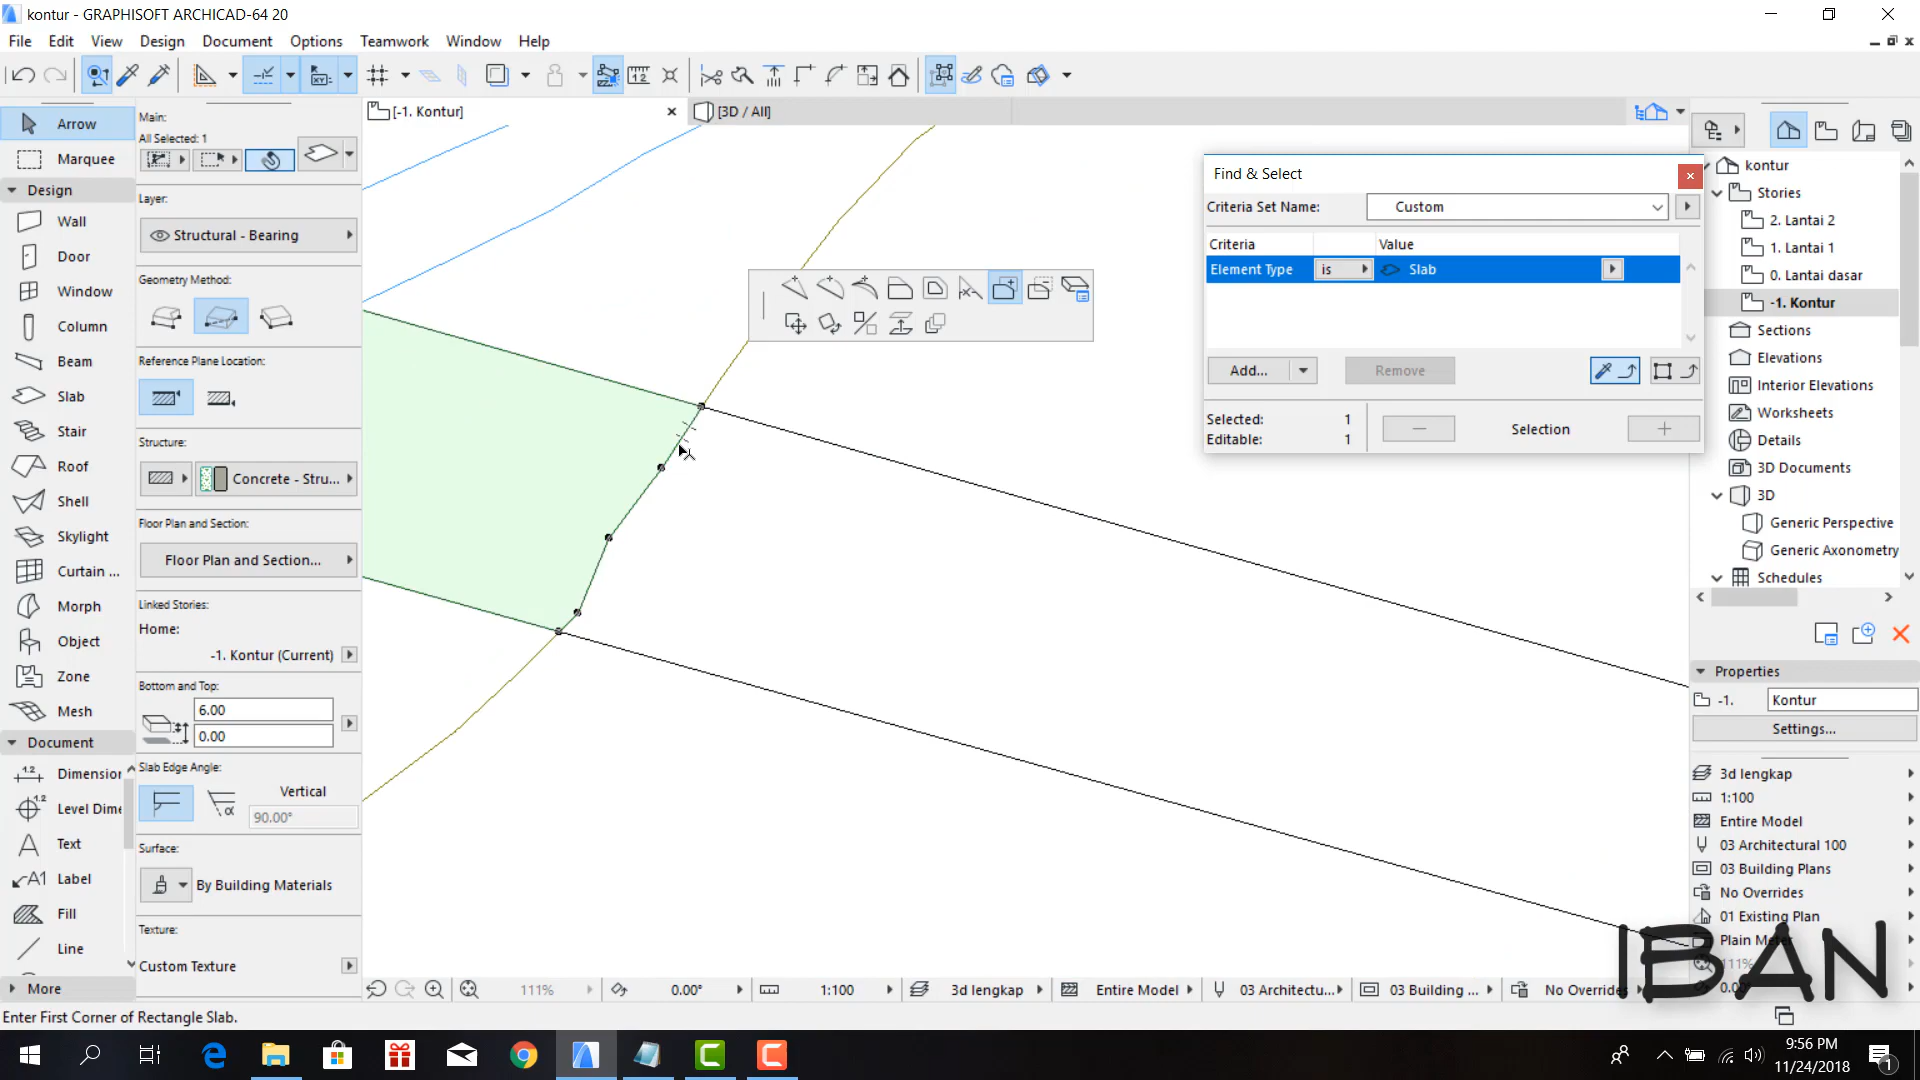 kontur - GRAPHISOFT ARCHICAD-64 20
File Edit View Design Document Options Teamwork Window Help
[-1. Kontur]
[3D / All]
Arrow
Marquee
Design
Wall
Door
Window
Column
Beam
Slab
Stair
Roof
Shell
Skylight
Curtain ...
Morph
Object
Zone
Mesh
Document
Dimension
Level Dime
Text
Label
Fill
Line
More
Main:
All Selected: 1
Layer:
Structural - Bearing
Geometry Method:
Reference Plane Location:
Structure:
Concrete - Stru...
Floor Plan and Section:
Floor Plan and Section...
Linked Stories:
Home:
-1. Kontur (Current)
Bottom and Top:
6.00
0.00
Slab Edge Angle:
Vertical
90.00°
Surface:
By Building Materials
Texture:
Custom Texture
Find & Select
Criteria Set Name:
Custom
Criteria
Value
Element Type
is
Slab
Add...
Remove
Selected: 1
Editable: 1
Selection
kontur
Stories
2. Lantai 2
1. Lantai 1
0. Lantai dasar
-1. Kontur
Sections
Elevations
Interior Elevations
Worksheets
Details
3D Documents
3D
Generic Perspective
Generic Axonometry
Schedules
Properties
-1. Kontur
Settings...
3d lengkap
1:100
Entire Model
03 Architectural 100
03 Building Plans
No Overrides
01 Existing Plan
Plain Mete
111%
0.00°
IBAN
111%
0.00°
1:100
3d lengkap
Entire Model
03 Architectu...
03 Building ...
No Overrides
Enter First Corner of Rectangle Slab.
9:56 PM
11/24/2018
1